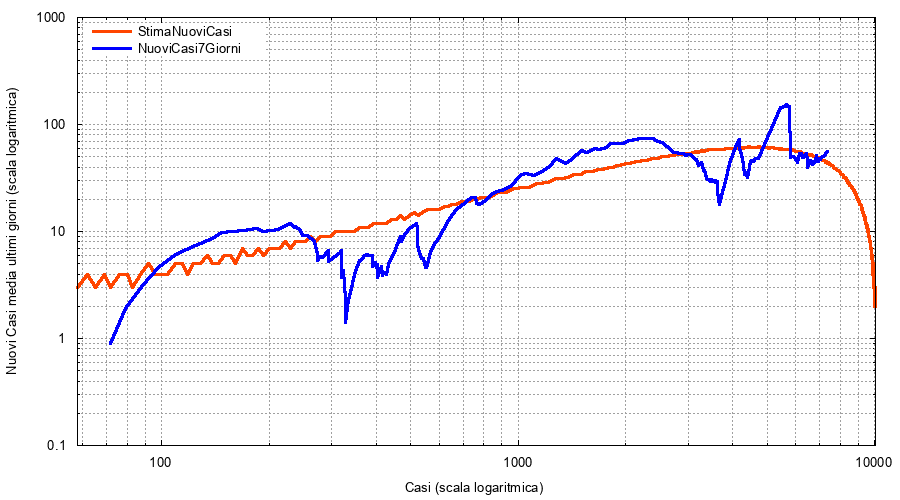 1000
StimaNuoviCasi
NuoviCasi7Giorni
100
10
1
0.1
100
1000
10000
Casi (scala logaritmica)
Nuovi Casi media ultimi giorni (scala logaritmica)